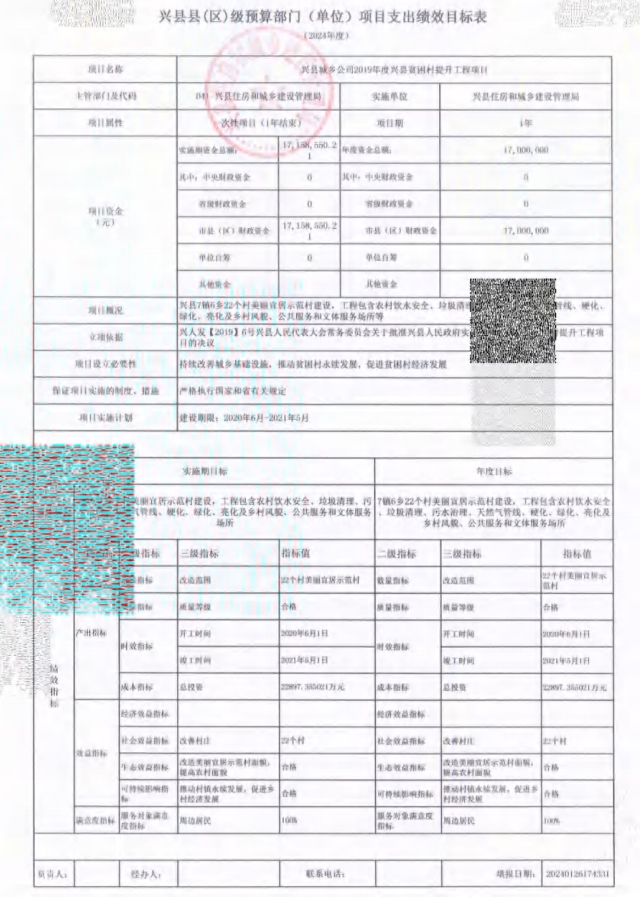 兴县县(区)级预算部门（单位）项目支出绩效目标表
（2024年度）
项目名称 兴县城乡公司2019年度兴县贫困村提升工程项目
主管部门及代码 兴县住房和城乡建设管理局 实施单位 兴县住房和城乡建设管理局
项目属性 一次性项目（1年结束） 项目期 1年
项目资金
（元）
实施期资金总额： 17,158,550.2
1 年度资金总额： 17,000,000
其中：中央财政资金 0 其中：中央财政资金 0
省级财政资金 0 省级财政资金 0
市县（区）财政资金 17,158,550.2
1 市县（区）财政资金 17,000,000
单位自筹 0 单位自筹 0
其他资金 其他资金
项目概况 兴县7镇6乡22个村美丽宜居示范村建设，工程包含农村饮水安全、垃圾清 管线、硬化、
绿化、亮化及乡村风貌、公共服务和文体服务场所等
立项依据 兴人发【2019】6号兴县人民代表大会常务委员会关于批准兴县人民政府 提升工程项
目的决议
项目设立必要性 持续改善城乡基础设施，推动贫困村永续发展，促进贫困村经济发展
保证项目实施的制度、措施 严格执行国家和省有关规定
项目实施计划 建设期限：2020年6月-2021年5月
实施期目标 年度目标
美丽宜居示范村建设，工程包含农村饮水安全、垃圾清理、污
气管线、硬化、绿化、亮化及乡村风貌、公共服务和文体服务
场所
7镇6乡22个村美丽宜居示范村建设，工程包含农村饮水安全
、垃圾清理、污水治理、天然气管线、硬化、绿化、亮化及
乡村风貌、公共服务和文体服务场所
级指标 三级指标 指标值 二级指标 三级指标 指标值
指标 改造范围 22个村美丽宜居示范村 数量指标 改造范围 22个村美丽宜居示
范村
指标 质量等级 合格 质量指标 质量等级 合格
绩效指标
产出指标
时效指标 开工时间 2020年6月1日 时效指标 开工时间 2020年6月1日
竣工时间 2021年5月1日 竣工时间 2021年5月1日
成本指标 总投资 22897.355021万元 成本指标 总投资 22897.355021万元
效益指标
经济效益指标 经济效益指标
社会效益指标 改善村庄 22个村 社会效益指标 改善村庄 22个村
生态效益指标 改造美丽宜居示范村面貌，
提高农村面貌 合格 生态效益指标 改造美丽宜居示范村面貌，
提高农村面貌 合格
可持续影响指
标 推动村镇永续发展，促进乡
村经济发展 合格 可持续影响指标 推动村镇永续发展，促进乡
村经济发展 合格
满意度指标 服务对象满意
度指标 周边居民 100% 服务对象满意度
指标 周边居民 100%
负责人： 经办人： 联系电话： 填报日期： 20240126174331